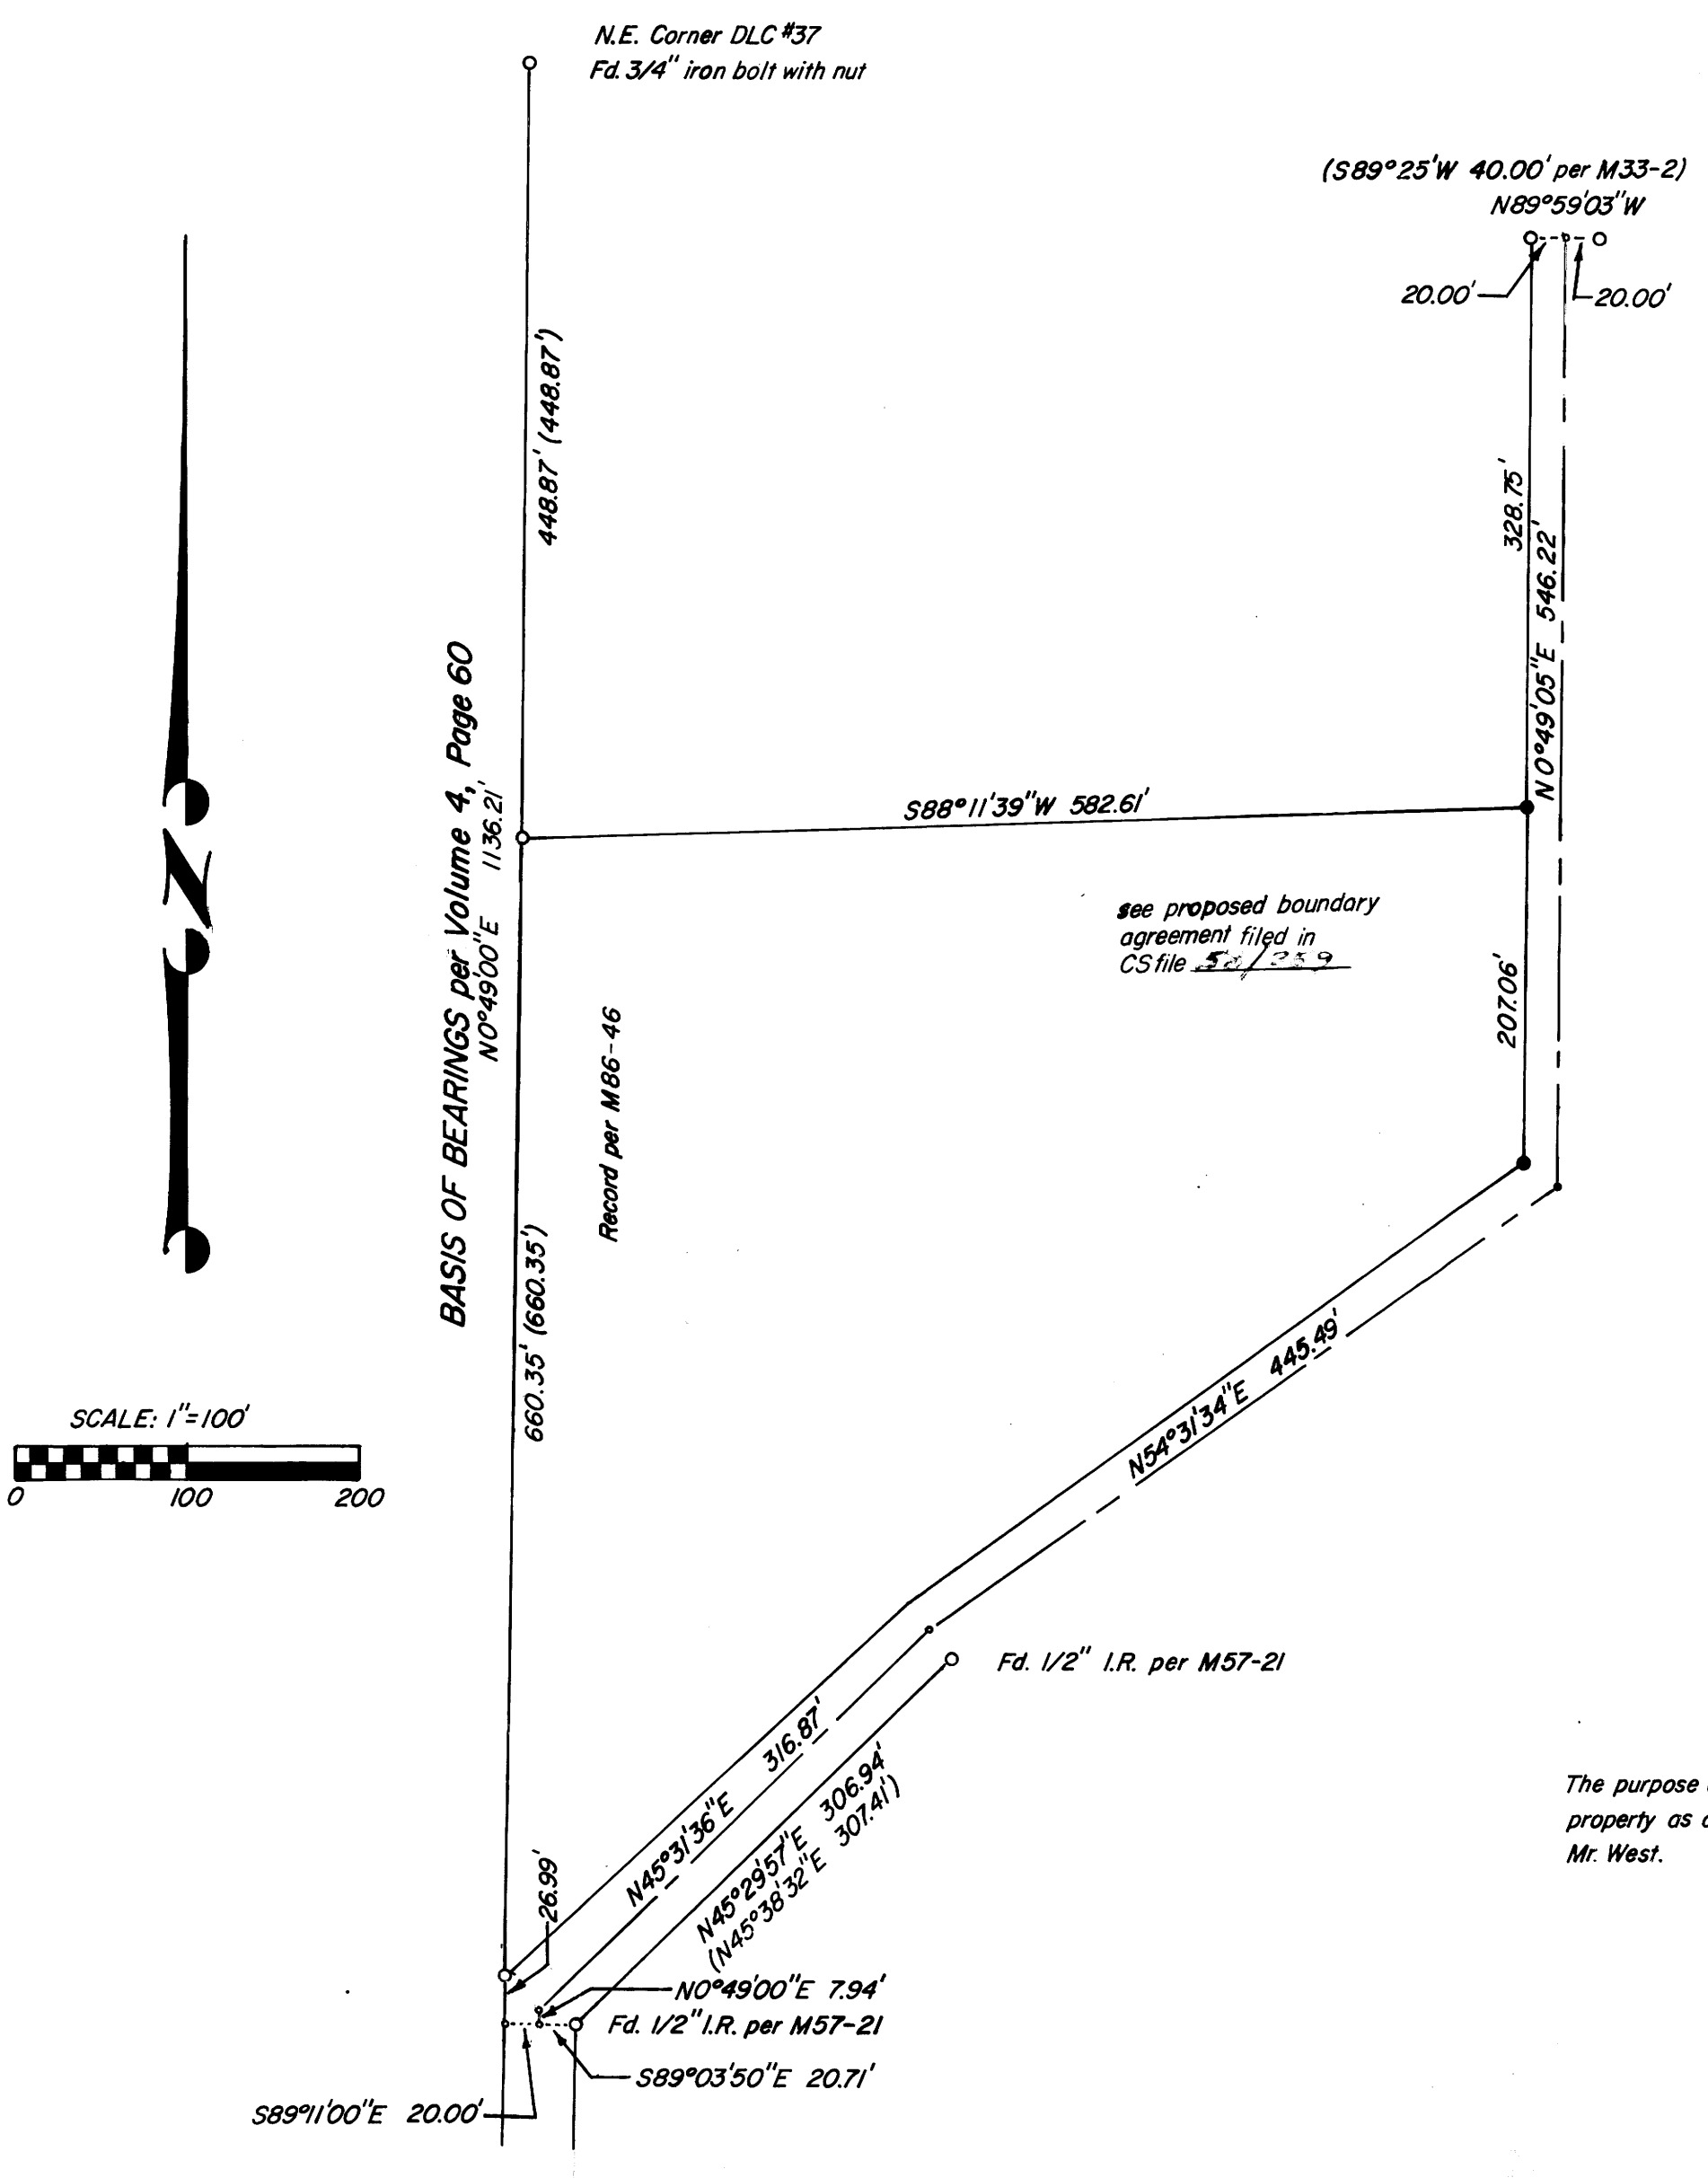 N.E. Corner DLC #37
Fd. 3/4" iron bolt with nut
(S89°25'W 40.00' per M33-2)
N89°59'03"W
20.00'
20.00'
448.87' (448.87')
328.75'
N0°49'05"E 546.22'
BASIS OF BEARINGS per Volume 4, Page 60
N0°49'00"E 1136.21'
S88°11'39"W 582.61'
see proposed boundary
agreement filed in
CS file
207.06'
Record per M86-46
N
660.35' (660.35')
SCALE: 1"=100'
0 100 200
N54°31'34"E 445.49'
Fd. 1/2" I.R. per M57-21
N45°31'36"E 316.87'
N45°29'57"E 306.94'
(N45°38'32"E 307.41')
26.99'
The purpose
property as
Mr. West.
N0°49'00"E 7.94'
Fd. 1/2" I.R. per M57-21
S89°03'50"E 20.71'
S89°11'00"E 20.00'